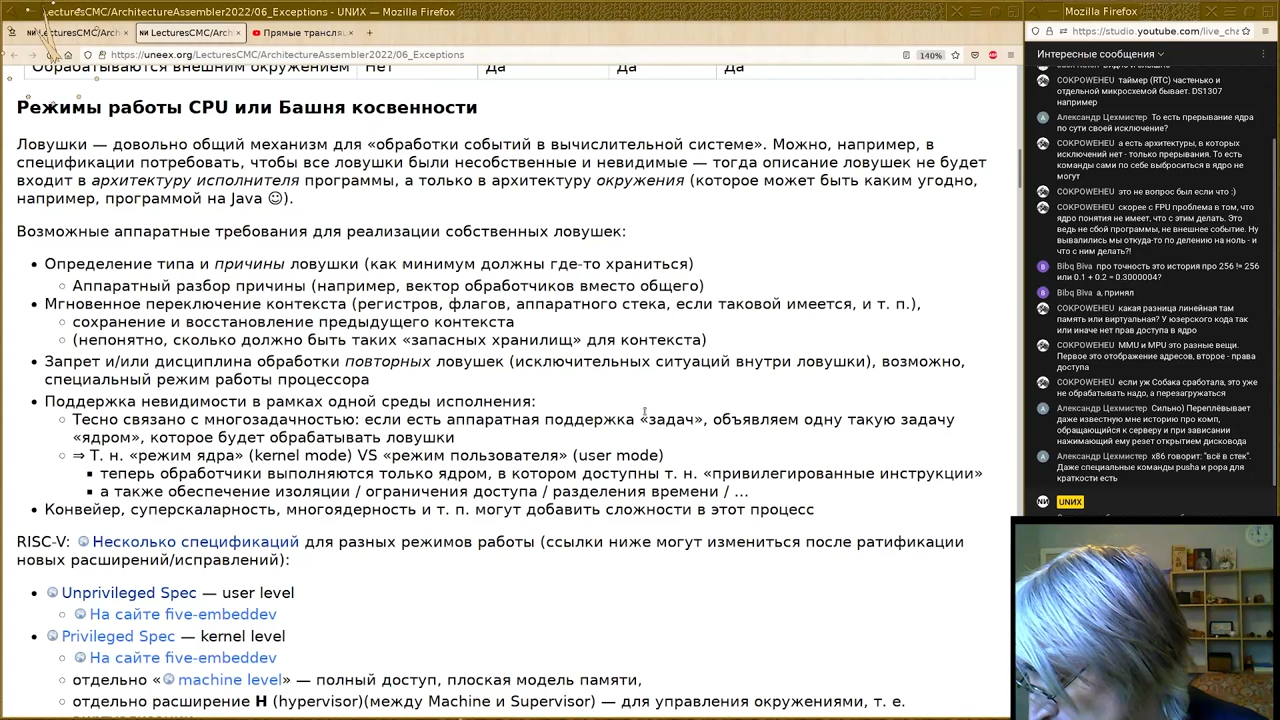 LecturesCMC/ArchitectureAssembler2022/06_Exceptions - UNИX — Mozilla Firefox
LecturesCMC/Arch
LecturesCMC/Arch
Прямые трансля
https://uneex.org/LecturesCMC/ArchitectureAssembler2022/06_Exceptions
140%
Обрабатываются внешним окружением Нет Да Да Да
Режимы работы CPU или Башня косвенности
Ловушки — довольно общий механизм для «обработки событий в вычислительной системе». Можно, например, в
спецификации потребовать, чтобы все ловушки были несобственные и невидимые — тогда описание ловушек не будет
входит в архитектуру исполнителя программы, а только в архитектуру окружения (которое может быть каким угодно,
например, программой на Java ☺).
Возможные аппаратные требования для реализации собственных ловушек:
• Определение типа и причины ловушки (как минимум должны где-то храниться)
◦ Аппаратный разбор причины (например, вектор обработчиков вместо общего)
• Мгновенное переключение контекста (регистров, флагов, аппаратного стека, если таковой имеется, и т. п.),
◦ сохранение и восстановление предыдущего контекста
◦ (непонятно, сколько должно быть таких «запасных хранилищ» для контекста)
• Запрет и/или дисциплина обработки повторных ловушек (исключительных ситуаций внутри ловушки), возможно,
специальный режим работы процессора
• Поддержка невидимости в рамках одной среды исполнения:
◦ Тесно связано с многозадачностью: если есть аппаратная поддержка «задач», объявляем одну такую задачу
«ядром», которое будет обрабатывать ловушки
◦ ⇒ Т. н. «режим ядра» (kernel mode) VS «режим пользователя» (user mode)
▪ теперь обработчики выполняются только ядром, в котором доступны т. н. «привилегированные инструкции»
▪ а также обеспечение изоляции / ограничения доступа / разделения времени / …
• Конвейер, суперскаларность, многоядерность и т. п. могут добавить сложности в этот процесс
RISC-V: Несколько спецификаций для разных режимов работы (ссылки ниже могут измениться после ратификации
новых расширений/исправлений):
• Unprivileged Spec — user level
◦ На сайте five-embeddev
• Privileged Spec — kernel level
◦ На сайте five-embeddev
◦ отдельно «machine level» — полный доступ, плоская модель памяти,
◦ отдельно расширение H (hypervisor)(между Machine и Supervisor) — для управления окружениями, т. е.
Mozilla Firefox
https://studio.youtube.com/live_cha
Интересные сообщения
COKPOWEHEU таймер (RTC) частенько и
отдельной микросхемой бывает. DS1307
например
Александр Цехмистер То есть прерывание ядра
по сути своей исключение?
COKPOWEHEU а есть архитектуры, в которых
исключений нет - только прерывания. То есть
команды сами по себе выброситься в ядро не
могут
COKPOWEHEU это не вопрос был если что :)
COKPOWEHEU скорее с FPU проблема в том, что
ядро понятия не имеет, что с этим делать. Это
ведь не сбой программы, не внешнее событие. Ну
вывалились мы откуда-то по делению на ноль - и
что с ним делать?!
Bibq Biva про точность это история про 256 != 256
или 0.1 + 0.2 = 0.3000004?
Bibq Biva а, принял
COKPOWEHEU какая разница линейная там
память или виртуальная? У юзерского кода так
или иначе нет прав доступа в ядро
COKPOWEHEU MMU и MPU это разные вещи.
Первое это отображение адресов, второе - права
доступа
COKPOWEHEU если уж Собака сработала, это уже
не обрабатывать надо, а перезагружаться
Александр Цехмистер Сильно) Переплёвывает
даже известную мне историю про комп,
обращающийся к серверу и при зависании
нажимающий ему резет открытием дисковода
Александр Цехмистер x86 говорит: "всё в стек".
Даже специальные команды pusha и popa для
краткости есть
UNИX